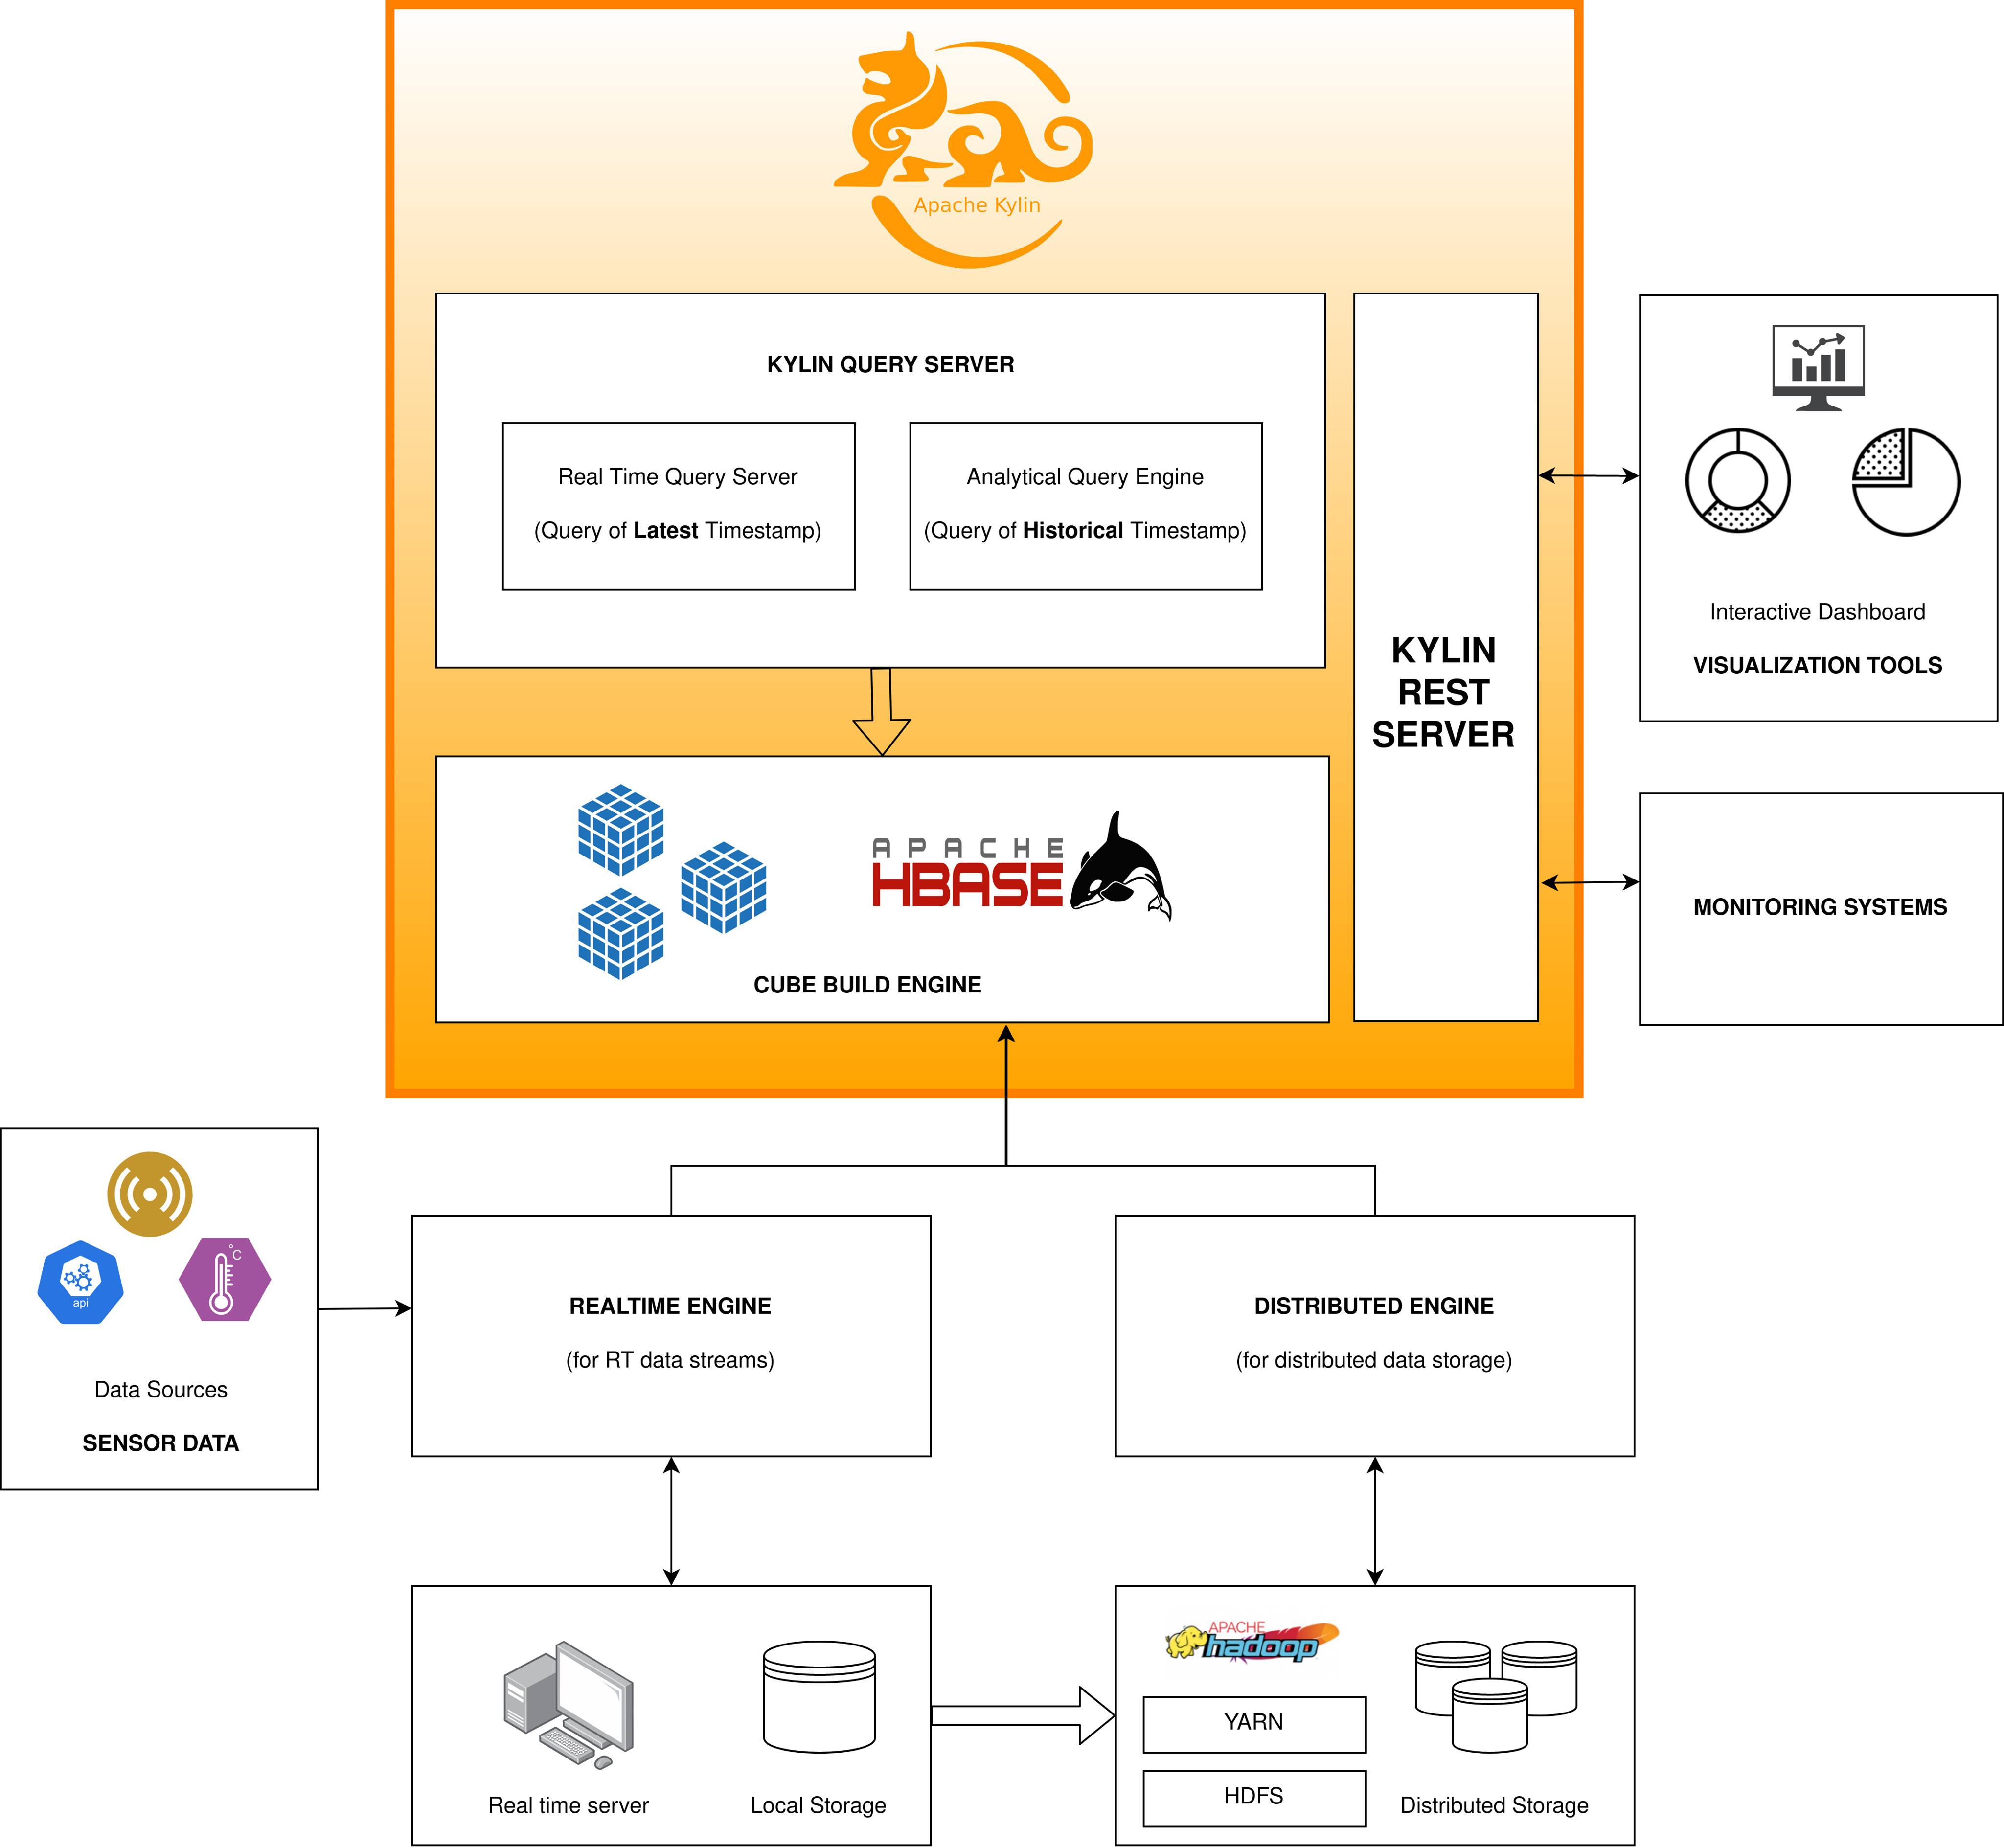 Apache Kylin
KYLIN QUERY SERVER
Real Time Query Server
(Query of Latest Timestamp)
Analytical Query Engine
(Query of Historical Timestamp)
KYLIN
REST
SERVER
Interactive Dashboard
VISUALIZATION TOOLS
APACHE
HBASE
CUBE BUILD ENGINE
MONITORING SYSTEMS
°C
api
Data Sources
SENSOR DATA
REALTIME ENGINE
(for RT data streams)
DISTRIBUTED ENGINE
(for distributed data storage)
Real time server
Local Storage
APACHE
hadoop
YARN
HDFS
Distributed Storage